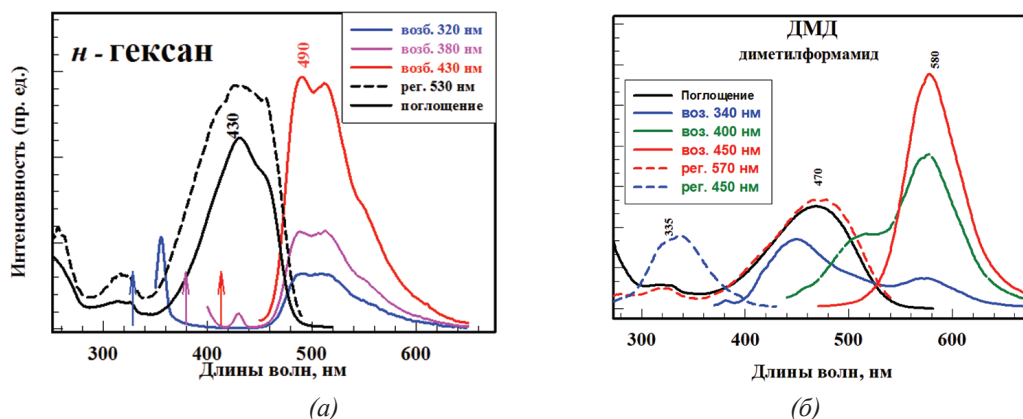 н - гексан
возб. 320 нм
возб. 380 нм
возб. 430 нм
рег. 530 нм
поглощение
490
430
Интенсивность (пр. ед.)
300 400 500 600
Длины волн, нм
(а)
ДМД
диметилформамид
Поглощение
воз. 340 нм
воз. 400 нм
воз. 450 нм
рег. 570 нм
рег. 450 нм
580
470
335
300 400 500 600
Длины волн, нм
(б)